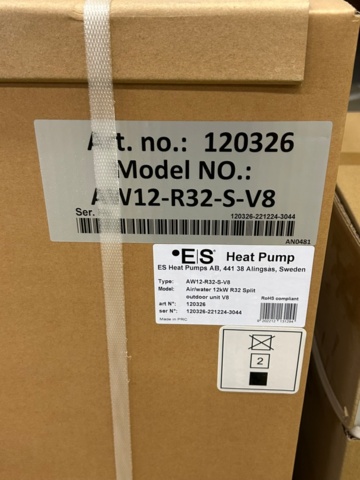 Art. no.: 120326
Model NO.:
AW12-R32-S-V8
Ser.
120326-221224-3044
AN0481
ES Heat Pump
ES Heat Pumps AB, 441 38 Alingsas, Sweden
Type: AW12-R32-S-V8
Model: Air/water 12kW R32 Split
outdoor unit V8
RoHS compliant
art N°: 120326
ser N°: 120326-221224-3044
Made in PRC
2